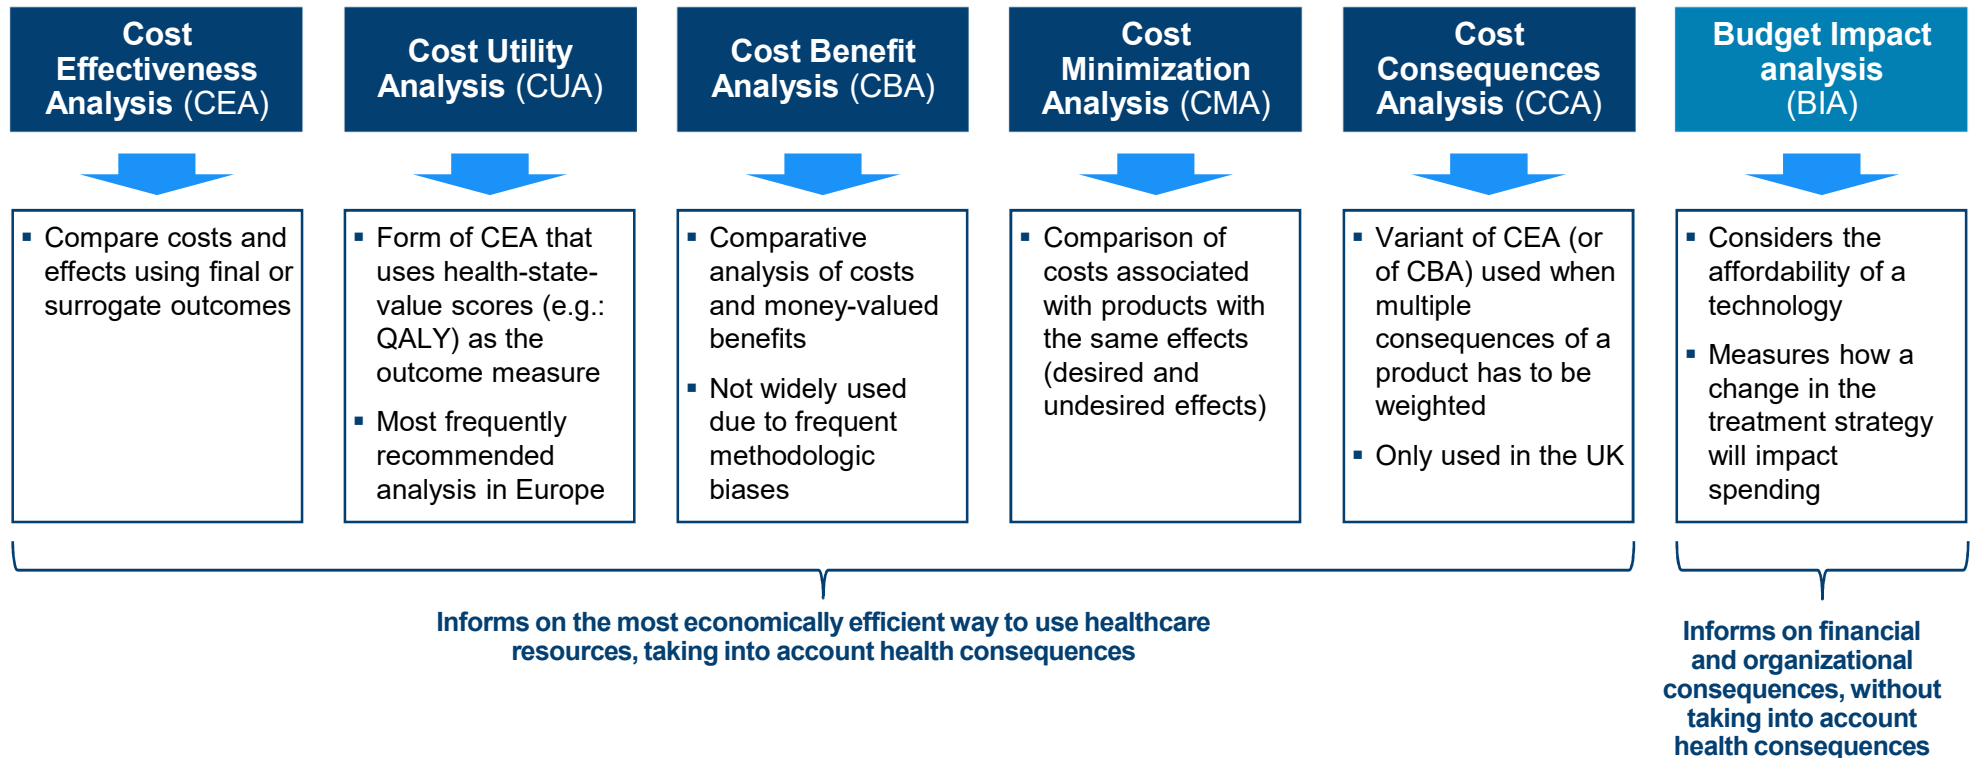 Cost
Effectiveness
Analysis (CEA)
Cost Utility
Analysis (CUA)
Cost Benefit
Analysis (CBA)
Cost
Minimization
Analysis (CMA)
Cost
Consequences
Analysis (CCA)
Budget Impact
analysis
(BIA)
▪ Compare costs and
effects using final or
surrogate outcomes
▪ Form of CEA that
uses health-state-
value scores (e.g.:
QALY) as the
outcome measure
▪ Most frequently
recommended
analysis in Europe
▪ Comparative
analysis of costs
and money-valued
benefits
▪ Not widely used
due to frequent
methodologic
biases
▪ Comparison of
costs associated
with products with
the same effects
(desired and
undesired effects)
▪ Variant of CEA (or
of CBA) used when
multiple
consequences of a
product has to be
weighted
▪ Only used in the UK
▪ Considers the
affordability of a
technology
▪ Measures how a
change in the
treatment strategy
will impact
spending
Informs on the most economically efficient way to use healthcare
resources, taking into account health consequences
Informs on financial
and organizational
consequences, without
taking into account
health consequences